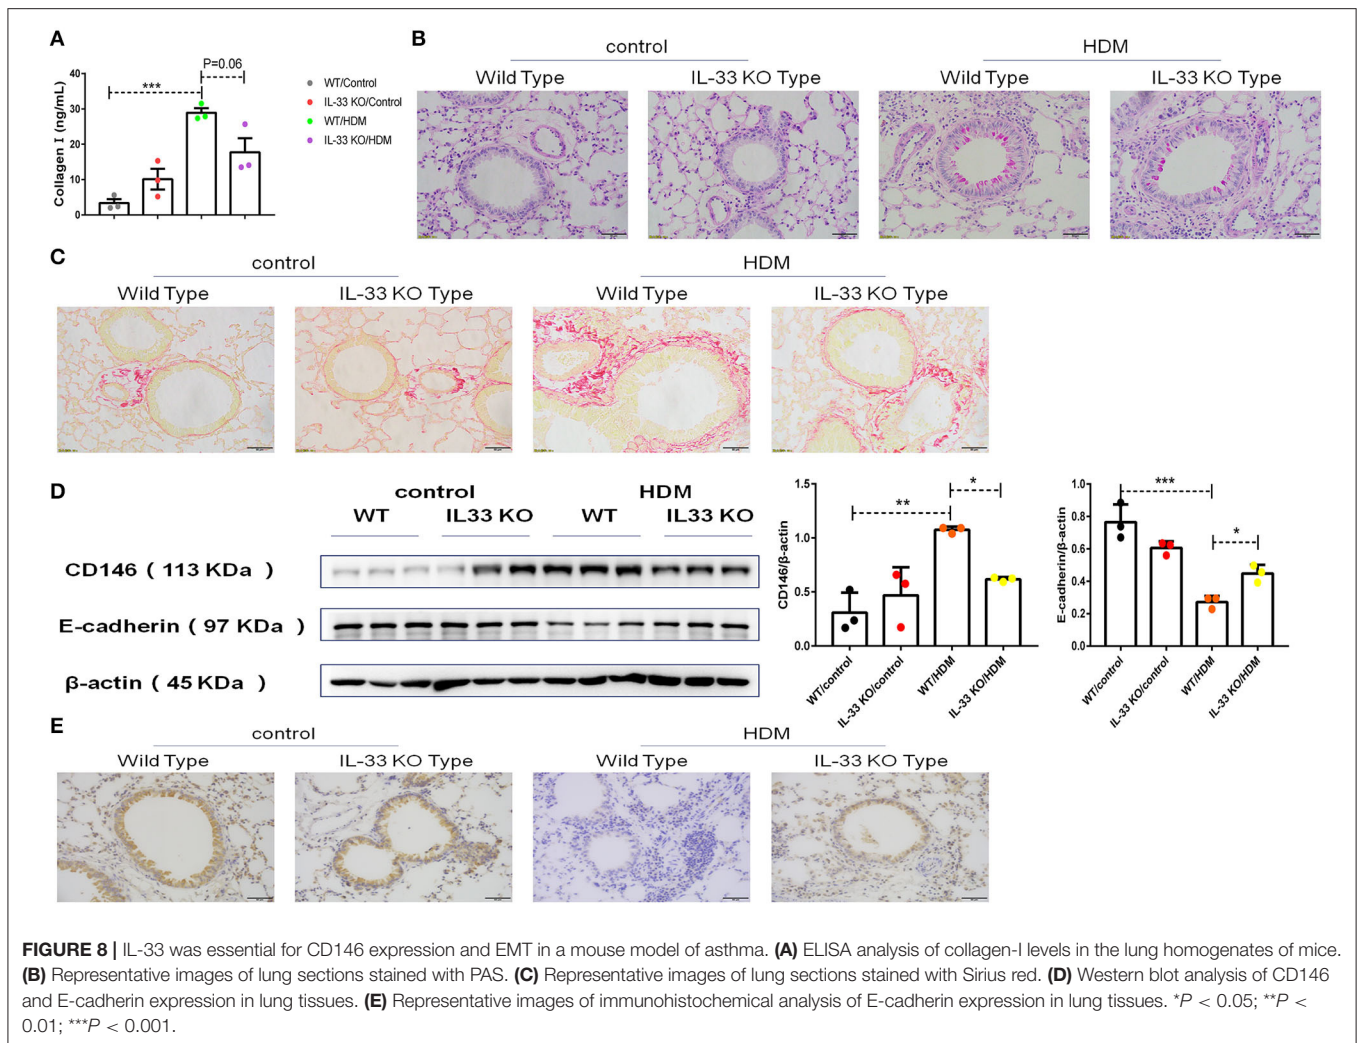 A
P=0.06
***
Collagen I (ng/mL)
40
30
20
10
0
WT/Control
IL-33 KO/Control
WT/HDM
IL-33 KO/HDM
B
control HDM
Wild Type IL-33 KO Type Wild Type IL-33 KO Type
C
control HDM
Wild Type IL-33 KO Type Wild Type IL-33 KO Type
D
control HDM
WT IL33 KO WT IL33 KO
CD146 ( 113 KDa )
E-cadherin ( 97 KDa )
β-actin ( 45 KDa )
CD146/β-actin
1.5
1.0
0.5
0.0
**
*
WT/control
IL-33 KO/control
WT/HDM
IL-33 KO/HDM
E-cadherin/β-actin
1.0
0.8
0.6
0.4
0.2
0.0
***
*
WT/control
IL-33 KO/control
WT/HDM
IL-33 KO/HDM
E
control HDM
Wild Type IL-33 KO Type Wild Type IL-33 KO Type
FIGURE 8 | IL-33 was essential for CD146 expression and EMT in a mouse model of asthma. (A) ELISA analysis of collagen-I levels in the lung homogenates of mice.
(B) Representative images of lung sections stained with PAS. (C) Representative images of lung sections stained with Sirius red. (D) Western blot analysis of CD146
and E-cadherin expression in lung tissues. (E) Representative images of immunohistochemical analysis of E-cadherin expression in lung tissues. *P < 0.05; **P <
0.01; ***P < 0.001.